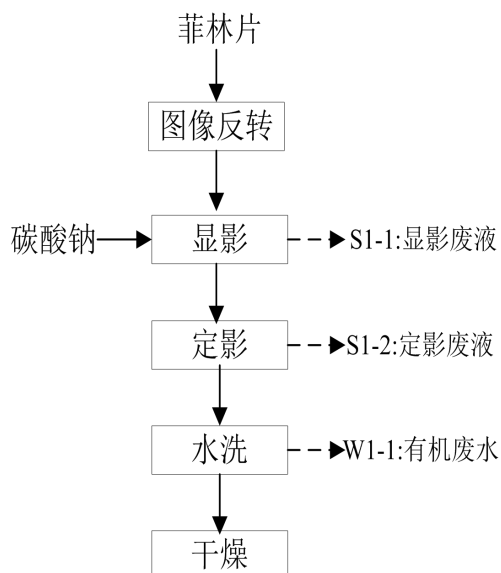 菲林片
图像反转
碳酸钠
显影
S1-1:显影废液
定影
S1-2:定影废液
水洗
W1-1:有机废水
干燥